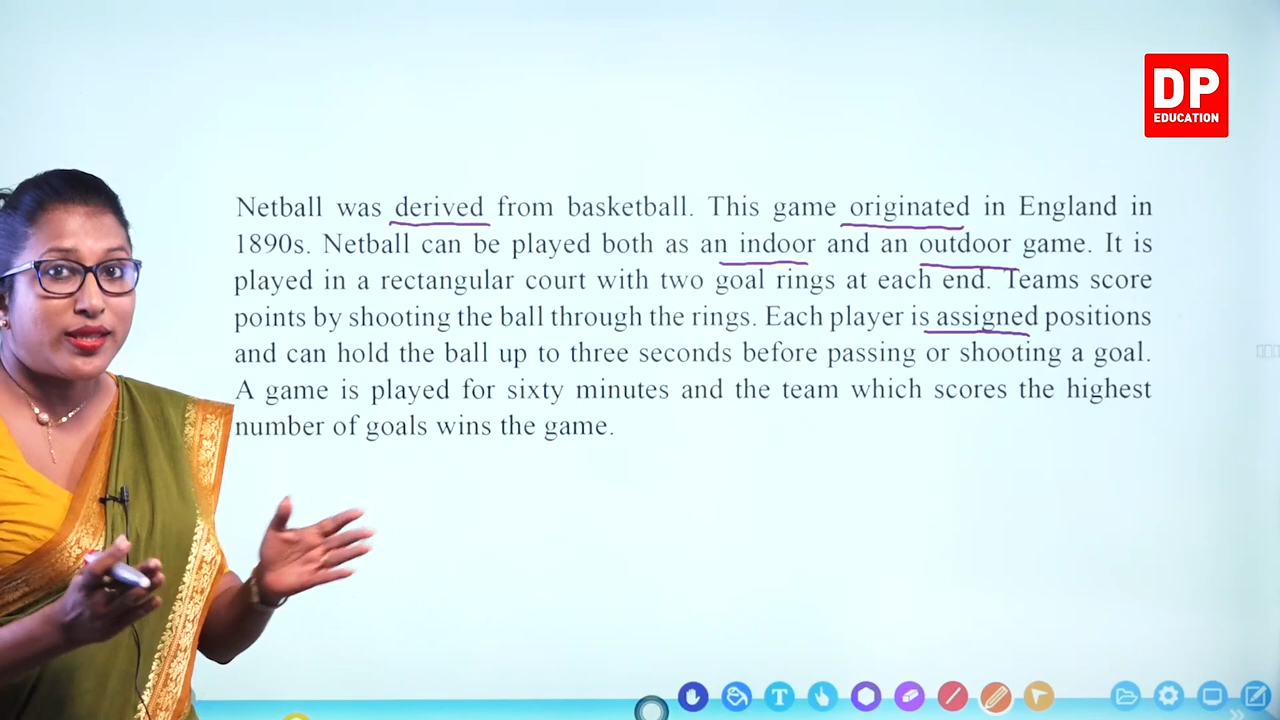 DP
EDUCATION
Netball was derived from basketball. This game originated in England in
1890s. Netball can be played both as an indoor and an outdoor game. It is
played in a rectangular court with two goal rings at each end. Teams score
points by shooting the ball through the rings. Each player is assigned positions
and can hold the ball up to three seconds before passing or shooting a goal.
A game is played for sixty minutes and the team which scores the highest
number of goals wins the game.